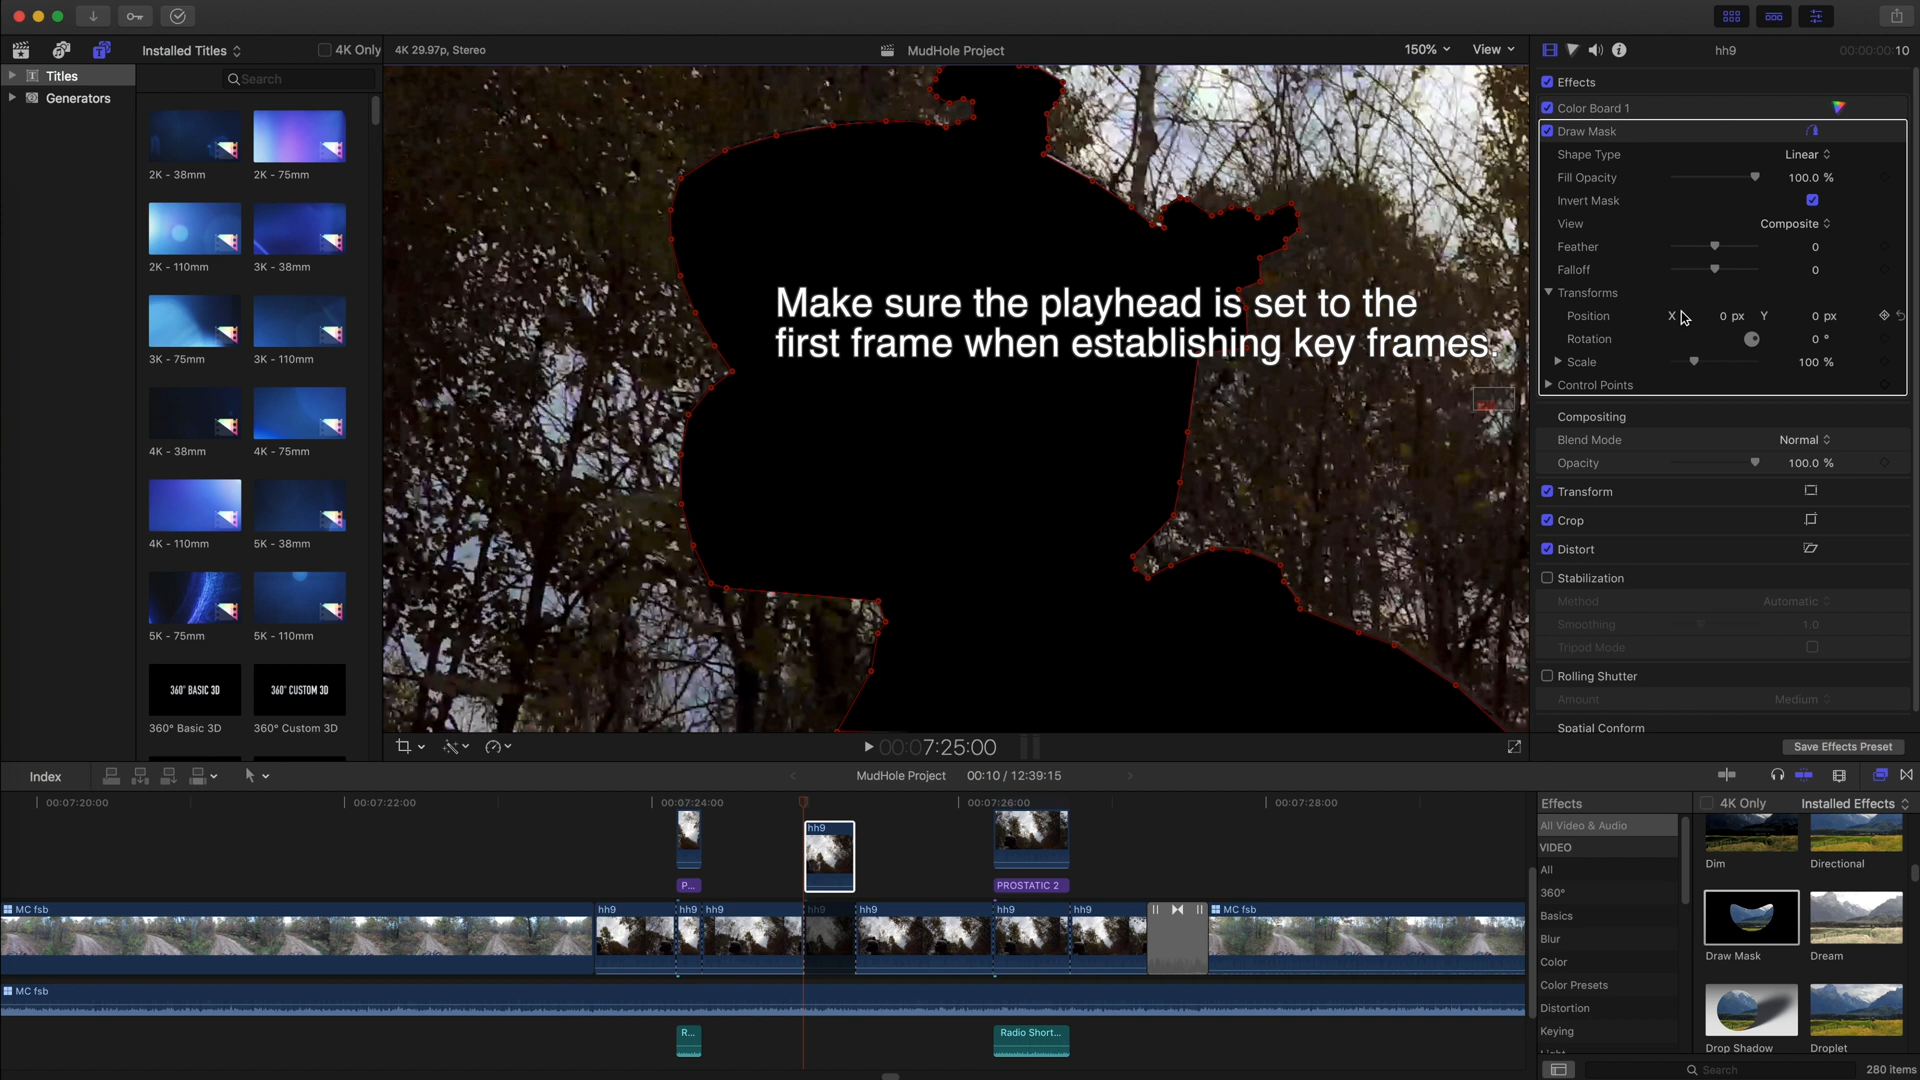 Installed Titles
4K Only
4K 29.97p, Stereo
MudHole Project
150%
View
hh9
00:00:00:10
Titles
Generators
Search
2K - 38mm
2K - 75mm
2K - 110mm
3K - 38mm
3K - 75mm
3K - 110mm
4K - 38mm
4K - 75mm
4K - 110mm
5K - 38mm
5K - 75mm
5K - 110mm
360° BASIC 3D
360° CUSTOM 3D
360° Basic 3D
360° Custom 3D
Make sure the playhead is set to the
first frame when establishing key frames.
Effects
Color Board 1
Draw Mask
Shape Type
Linear
Fill Opacity
100.0 %
Invert Mask
View
Composite
Feather
0
Falloff
0
Transforms
Position
X
0 px
Y
0 px
Rotation
0 °
Scale
100 %
Control Points
Compositing
Blend Mode
Normal
Opacity
100.0 %
Transform
Crop
Distort
Stabilization
Method
Automatic
Smoothing
1.0
Tripod Mode
Rolling Shutter
Amount
Medium
Spatial Conform
Save Effects Preset
00:07:25:00
Index
MudHole Project
00:10 / 12:39:15
00:07:20:00
00:07:22:00
00:07:24:00
00:07:26:00
00:07:28:00
hh9
P...
PROSTATIC 2
MC fsb
hh9
hh9
hh9
hh9
hh9
hh9
hh9
MC fsb
MC fsb
R...
Radio Short...
Effects
4K Only
Installed Effects
All Video & Audio
VIDEO
All
360°
Basics
Blur
Color
Color Presets
Distortion
Keying
Dim
Directional
Draw Mask
Dream
Drop Shadow
Droplet
Search
280 items